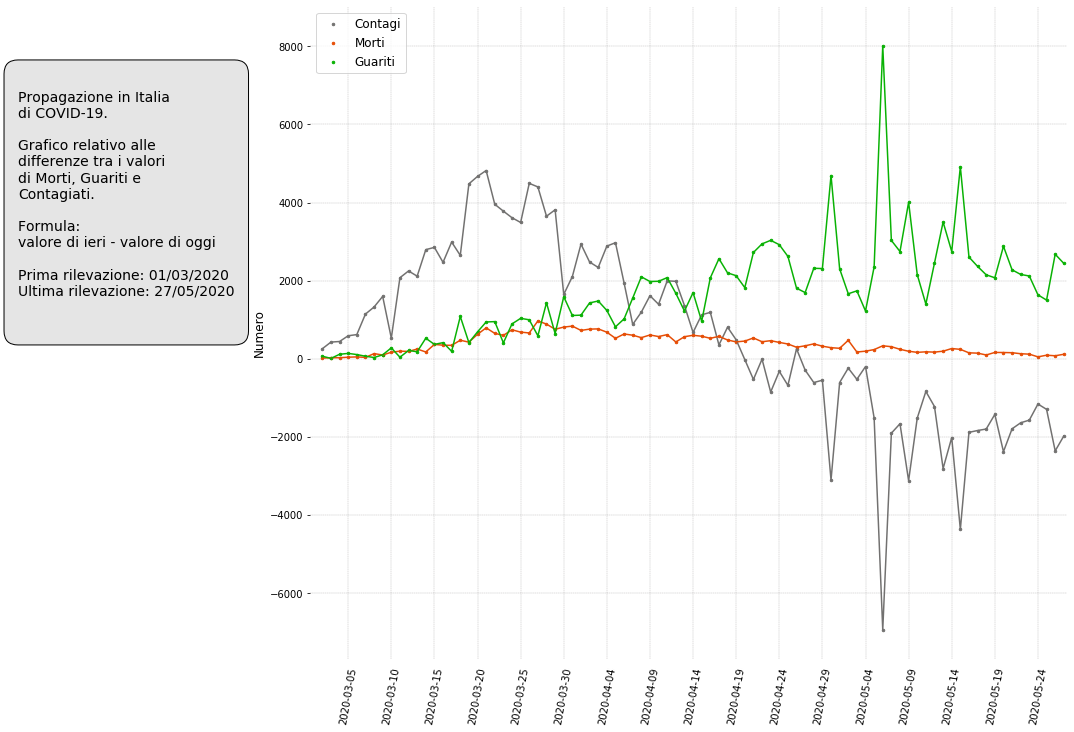 Propagazione in Italia
di COVID-19.
Grafico relativo alle
differenze tra i valori
di Morti, Guariti e
Contagiati.
Formula:
valore di ieri - valore di oggi
Prima rilevazione: 01/03/2020
Ultima rilevazione: 27/05/2020
Numero
Contagi
Morti
Guariti
8000
6000
4000
2000
0
−2000
−4000
−6000
2020-03-05
2020-03-10
2020-03-15
2020-03-20
2020-03-25
2020-03-30
2020-04-04
2020-04-09
2020-04-14
2020-04-19
2020-04-24
2020-04-29
2020-05-04
2020-05-09
2020-05-14
2020-05-19
2020-05-24